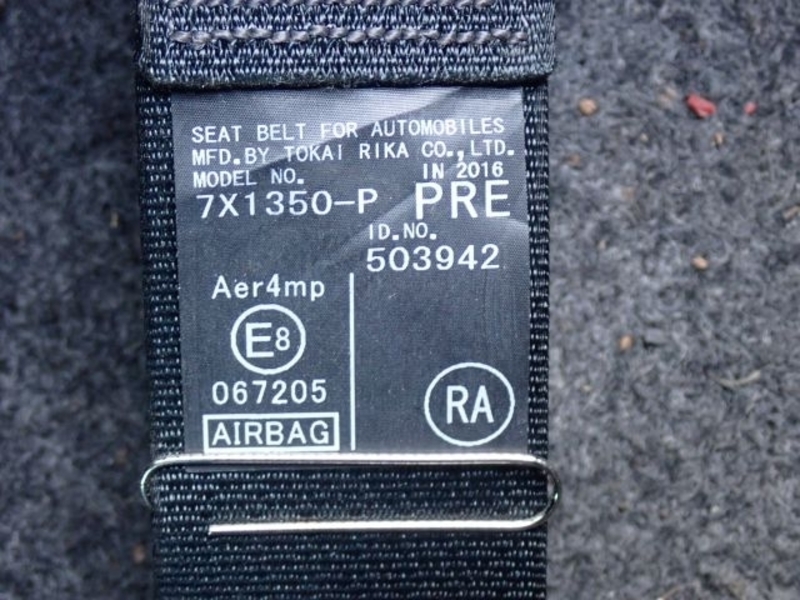 SEAT BELT FOR AUTOMOBILES
MFD.BY TOKAI RIKA CO.,LTD.
MODEL NO. IN 2016
7X1350-P PRE
ID.NO.
503942
Aer4mp
E8
067205
RA
AIRBAG